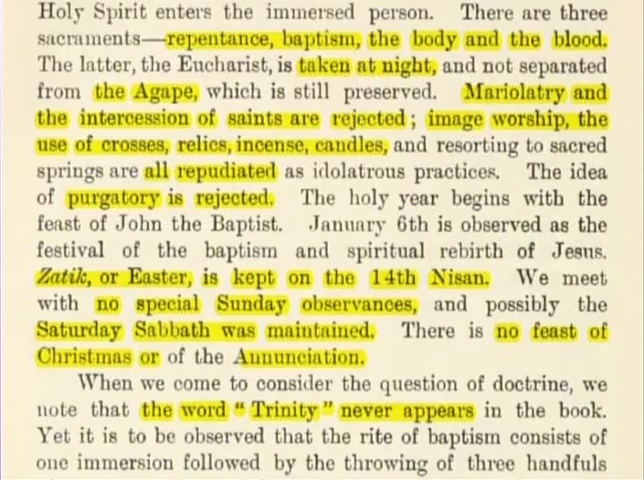 Holy Spirit enters the immersed person. There are three
sacraments—repentance, baptism, the body and the blood.
The latter, the Eucharist, is taken at night, and not separated
from the Agape, which is still preserved. Mariolatry and
the intercession of saints are rejected; image worship, the
use of crosses, relics, incense, candles, and resorting to sacred
springs are all repudiated as idolatrous practices. The idea
of purgatory is rejected. The holy year begins with the
feast of John the Baptist. January 6th is observed as the
festival of the baptism and spiritual rebirth of Jesus.
Zatik, or Easter, is kept on the 14th Nisan. We meet
with no special Sunday observances, and possibly the
Saturday Sabbath was maintained. There is no feast of
Christmas or of the Annunciation.
When we come to consider the question of doctrine, we
note that the word "Trinity" never appears in the book.
Yet it is to be observed that the rite of baptism consists of
one immersion followed by the throwing of three handfuls